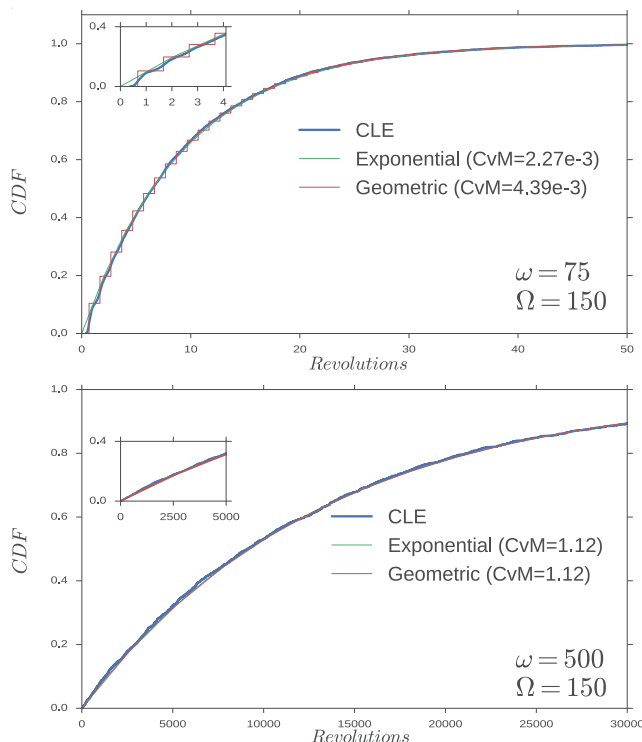 0.4
0.0
0 1 2 3 4
1.0
0.8
0.6
0.4
0.2
0.0
CDF
CLE
Exponential (CvM=2.27e-3)
Geometric (CvM=4.39e-3)
ω = 75
Ω = 150
0 10 20 30 40 50
Revolutions
1.0
0.8
0.6
0.4
0.2
0.0
CDF
0.4
0.0
0 2500 5000
CLE
Exponential (CvM=1.12)
Geometric (CvM=1.12)
ω = 500
Ω = 150
0 5000 10000 15000 20000 25000 30000
Revolutions